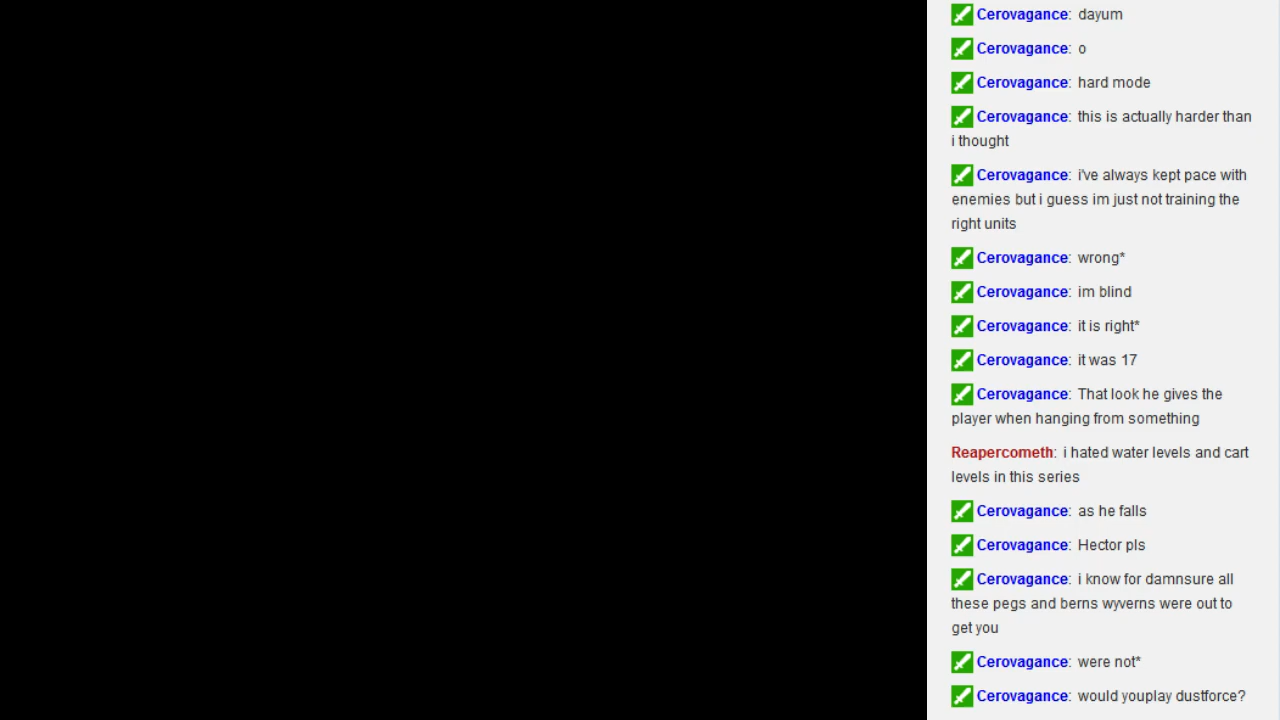 Cerovagance: dayum
Cerovagance: o
Cerovagance: hard mode
Cerovagance: this is actually harder than
i thought
Cerovagance: i've always kept pace with
enemies but i guess im just not training the
right units
Cerovagance: wrong*
Cerovagance: im blind
Cerovagance: it is right*
Cerovagance: it was 17
Cerovagance: That look he gives the
player when hanging from something
Reapercometh: i hated water levels and cart
levels in this series
Cerovagance: as he falls
Cerovagance: Hector pls
Cerovagance: i know for damnsure all
these pegs and berns wyverns were out to
get you
Cerovagance: were not*
Cerovagance: would youplay dustforce?